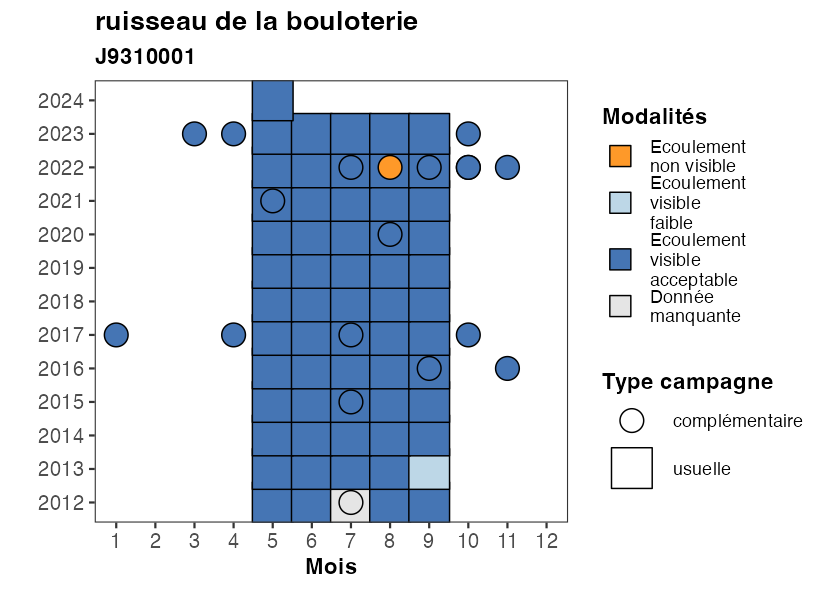 ruisseau de la bouloterie
J9310001
2024
2023
2022
2021
2020
2019
2018
2017
2016
2015
2014
2013
2012
1 2 3 4 5 6 7 8 9 10 11 12
Mois
Modalités
Ecoulement
non visible
Ecoulement
visible
faible
Ecoulement
visible
acceptable
Donnée
manquante
Type campagne
complémentaire
usuelle